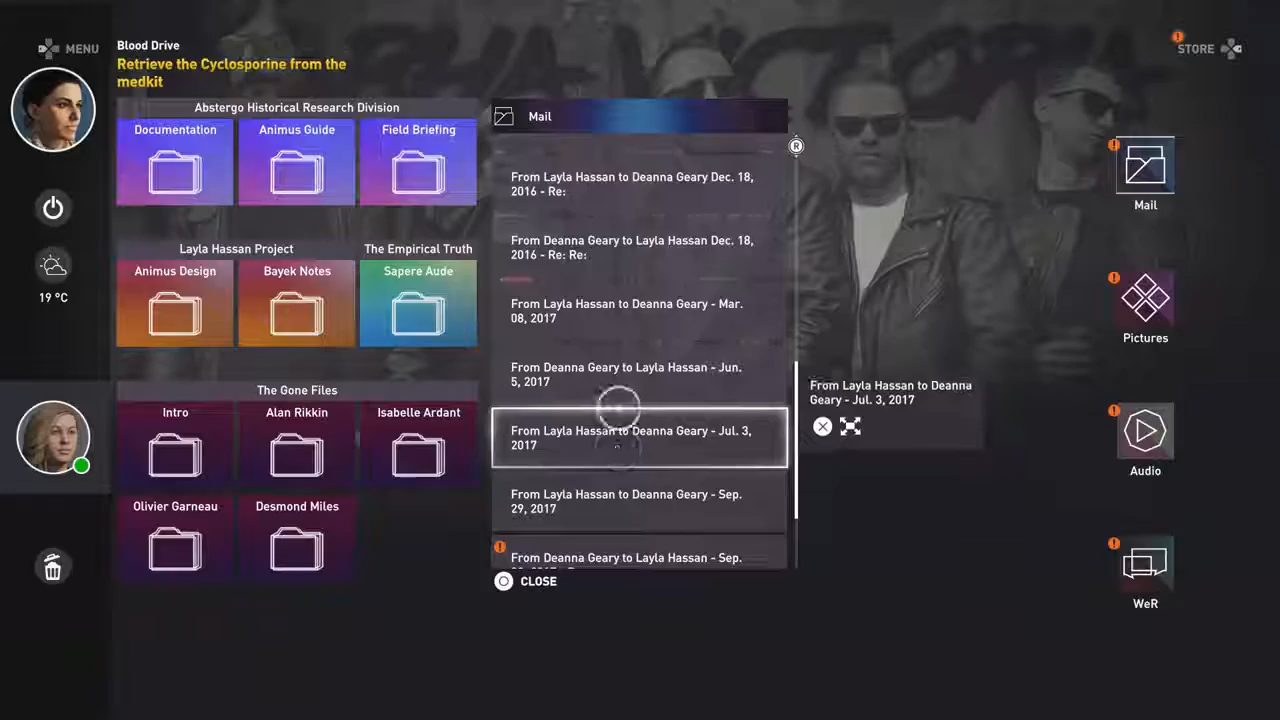 MENU
Blood Drive
Retrieve the Cyclosporine from the
medkit
STORE
Abstergo Historical Research Division
Documentation
Animus Guide
Field Briefing
Layla Hassan Project
The Empirical Truth
Animus Design
Bayek Notes
Sapere Aude
19 °C
The Gone Files
Intro
Alan Rikkin
Isabelle Ardant
Olivier Garneau
Desmond Miles
Mail
R
From Layla Hassan to Deanna Geary Dec. 18,
2016 - Re:
From Deanna Geary to Layla Hassan Dec. 18,
2016 - Re: Re:
From Layla Hassan to Deanna Geary - Mar.
08, 2017
From Deanna Geary to Layla Hassan - Jun.
5, 2017
From Layla Hassan to Deanna Geary - Jul. 3,
2017
From Layla Hassan to Deanna Geary - Sep.
29, 2017
From Deanna Geary to Layla Hassan - Sep.
CLOSE
From Layla Hassan to Deanna
Geary - Jul. 3, 2017
Mail
Pictures
Audio
WeR